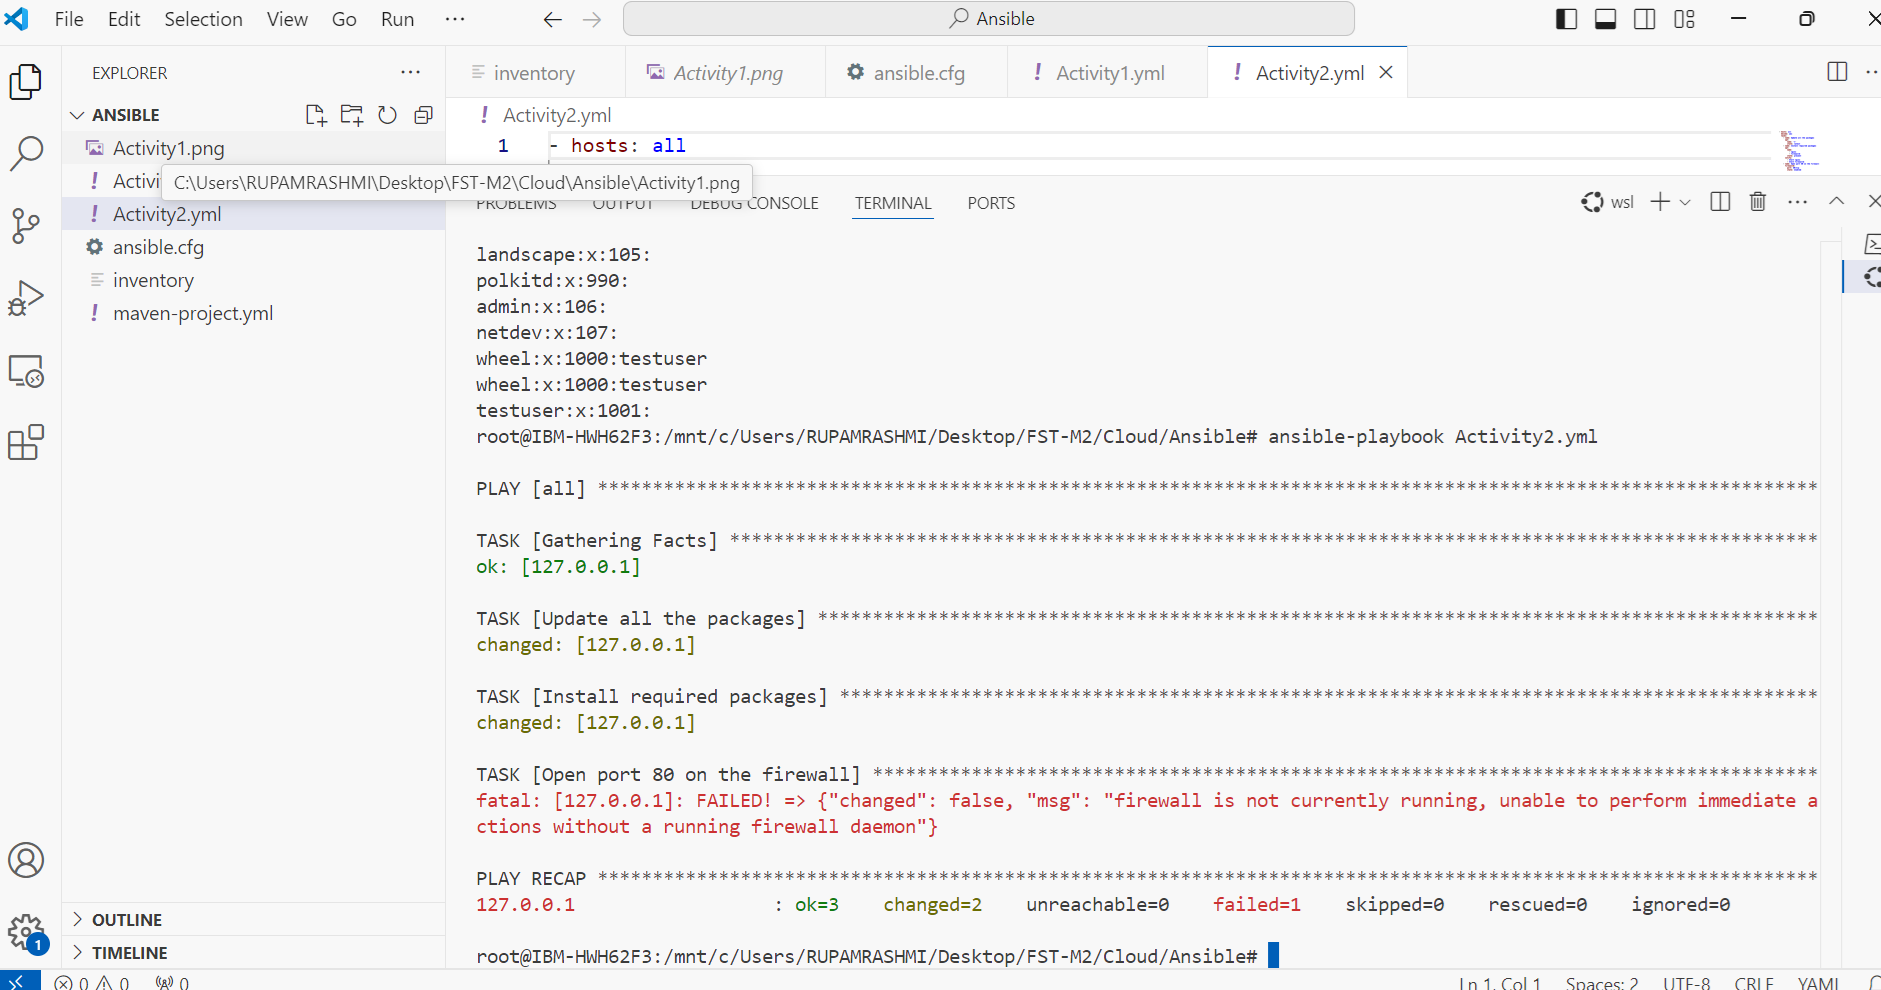 File Edit Selection View Go Run ···
Ansible
EXPLORER
inventory
Activity1.png
ansible.cfg
Activity1.yml
Activity2.yml
ANSIBLE
Activity2.yml
Activity1.png
1 - hosts: all
Activi
C:\Users\RUPAMRASHMI\Desktop\FST-M2\Cloud\Ansible\Activity1.png
Activity2.yml
PROBLEMS OUTPUT DEBUG CONSOLE TERMINAL PORTS
wsl
ansible.cfg
inventory
maven-project.yml
landscape:x:105:
polkitd:x:990:
admin:x:106:
netdev:x:107:
wheel:x:1000:testuser
wheel:x:1000:testuser
testuser:x:1001:
root@IBM-HWH62F3:/mnt/c/Users/RUPAMRASHMI/Desktop/FST-M2/Cloud/Ansible# ansible-playbook Activity2.yml
PLAY [all] ***************************************************************************************************************
TASK [Gathering Facts] ***************************************************************************************************
ok: [127.0.0.1]
TASK [Update all the packages] *******************************************************************************************
changed: [127.0.0.1]
TASK [Install required packages] *****************************************************************************************
changed: [127.0.0.1]
TASK [Open port 80 on the firewall] **************************************************************************************
fatal: [127.0.0.1]: FAILED! => {"changed": false, "msg": "firewall is not currently running, unable to perform immediate a
ctions without a running firewall daemon"}
PLAY RECAP ***************************************************************************************************************
127.0.0.1 : ok=3 changed=2 unreachable=0 failed=1 skipped=0 rescued=0 ignored=0
root@IBM-HWH62F3:/mnt/c/Users/RUPAMRASHMI/Desktop/FST-M2/Cloud/Ansible#
OUTLINE
TIMELINE
1
0 0 0
Ln 1, Col 1 Spaces: 2 UTF-8 CRLF YAML